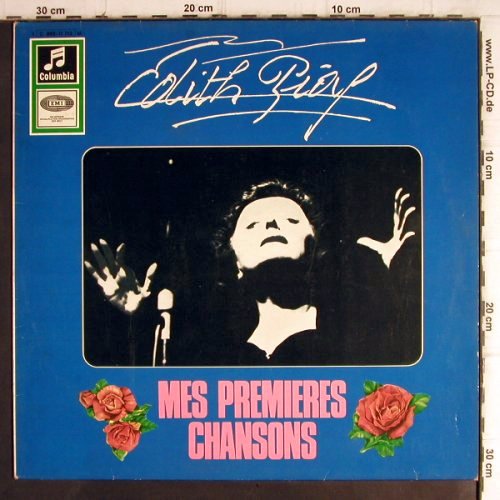 30 cm
20 cm
10 cm
Columbia
EMI
Edith Piaf
MES PREMIERES
CHANSONS
www.LP-CD.de
10 cm
20 cm
30 cm